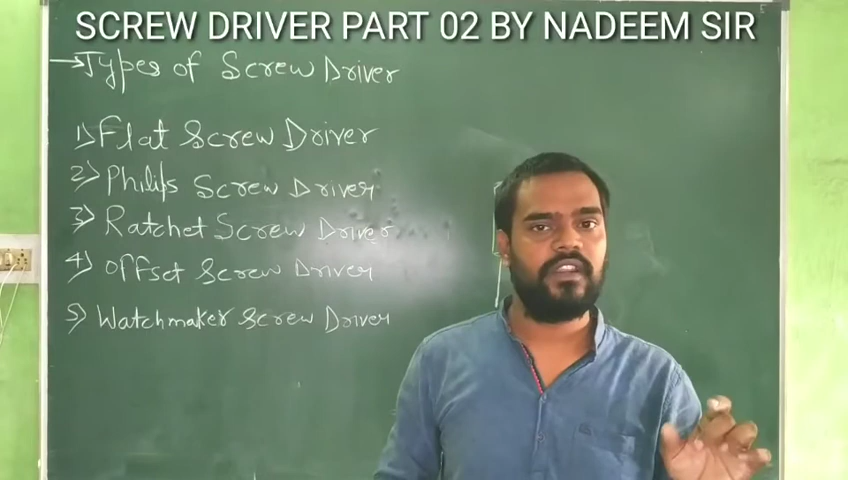 SCREW DRIVER PART 02 BY NADEEM SIR
→Types of Screw Driver
1) Flat Screw Driver
2) Philips Screw Driver
3) Ratchet Screw Driver
4) Offset Screw Driver
5) Watchmaker Screw Driver